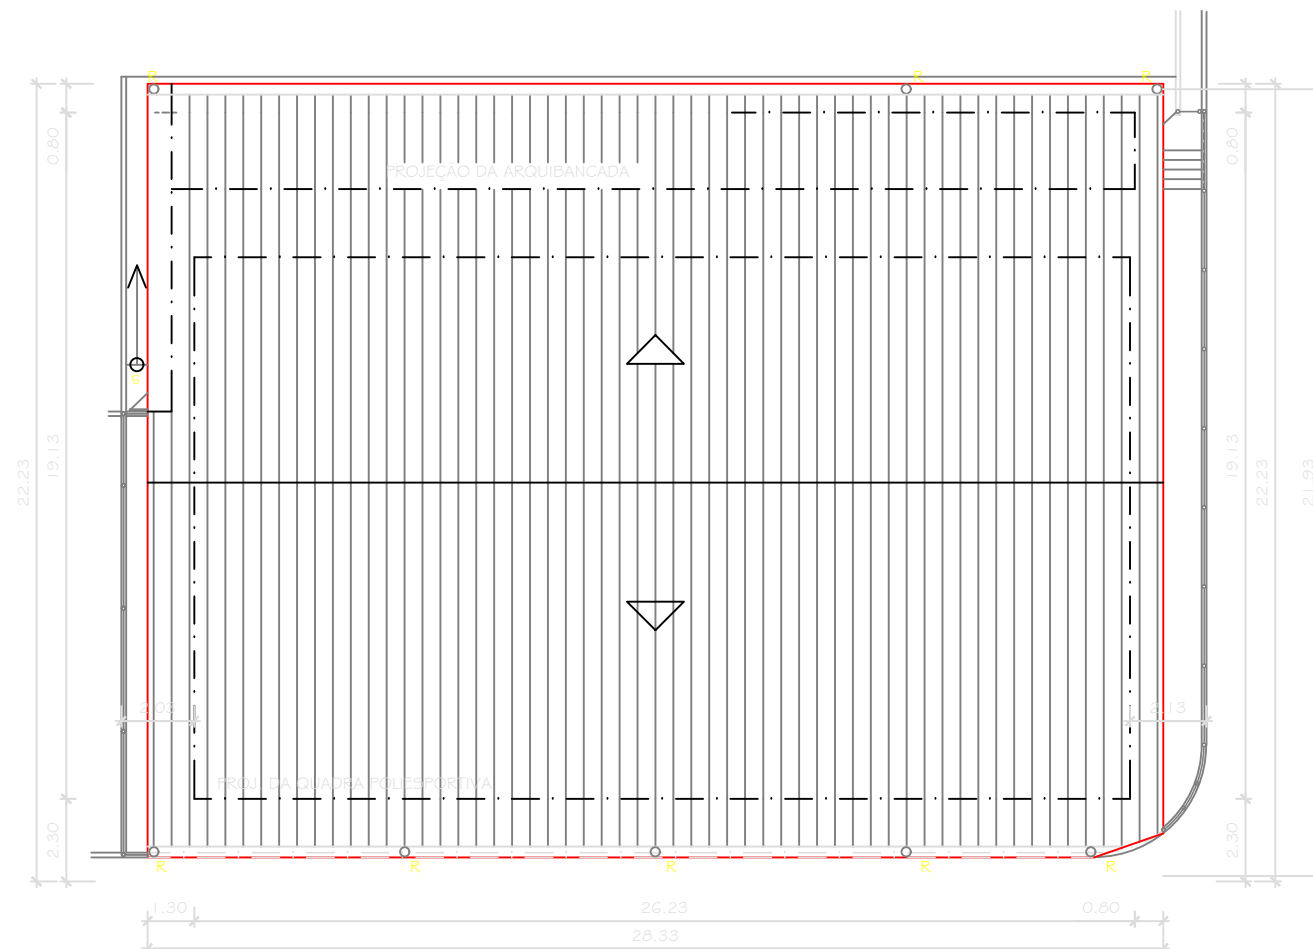 R
R
R
0.80
0.80
PROJEÇÃO DA ARQUIBANCADA
19.13
22.23
19.13
22.23
21.93
2.03
2.13
PROJ. DA QUADRA POLIESPORTIVA
2.30
2.30
R
R
R
R
R
1.30
26.23
0.80
28.33